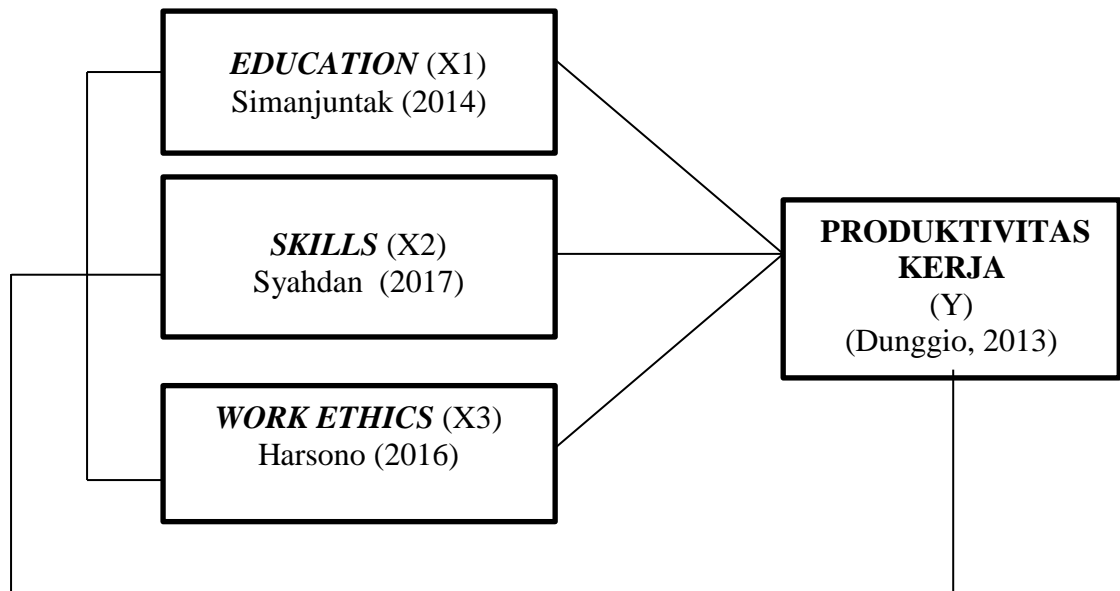 EDUCATION (X1)
Simanjuntak (2014)
SKILLS (X2)
Syahdan (2017)
WORK ETHICS (X3)
Harsono (2016)
PRODUKTIVITAS
KERJA
(Y)
(Dunggio, 2013)